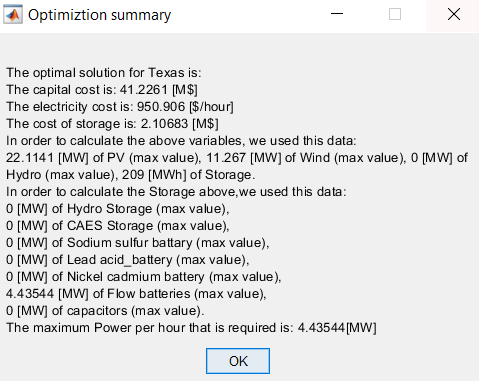 Optimiztion summary
The optimal solution for Texas is:
The capital cost is: 41.2261 [M$]
The electricity cost is: 950.906 [$/hour]
The cost of storage is: 2.10683 [M$]
In order to calculate the above variables, we used this data:
22.1141 [MW] of PV (max value), 11.267 [MW] of Wind (max value), 0 [MW] of
Hydro (max value), 209 [MWh] of Storage.
In order to calculate the Storage above,we used this data:
0 [MW] of Hydro Storage (max value),
0 [MW] of CAES Storage (max value),
0 [MW] of Sodium sulfur battary (max value),
0 [MW] of Lead acid_battery (max value),
0 [MW] of Nickel cadmium battery (max value),
4.43544 [MW] of Flow batteries (max value),
0 [MW] of capacitors (max value).
The maximum Power per hour that is required is: 4.43544[MW]
OK